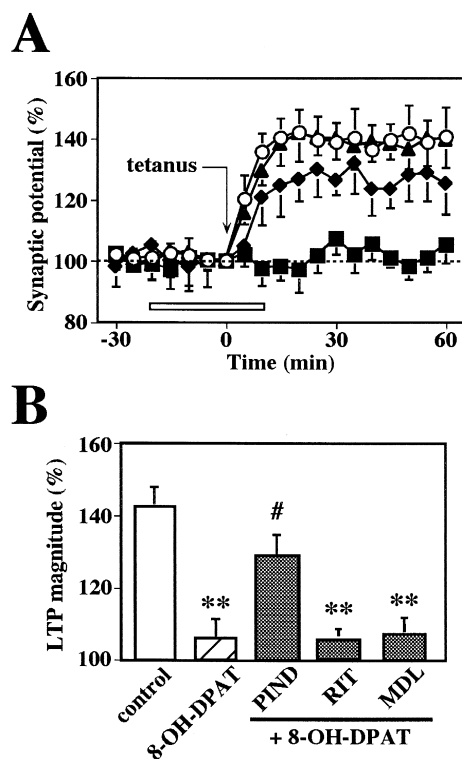 A
160
140
120
100
80
Synaptic potential (%)
tetanus
-30
0
30
60
Time (min)
B
160
140
120
100
LTP magnitude (%)
**
#
**
**
control
8-OH-DPAT
PIND
RIT
MDL
+ 8-OH-DPAT